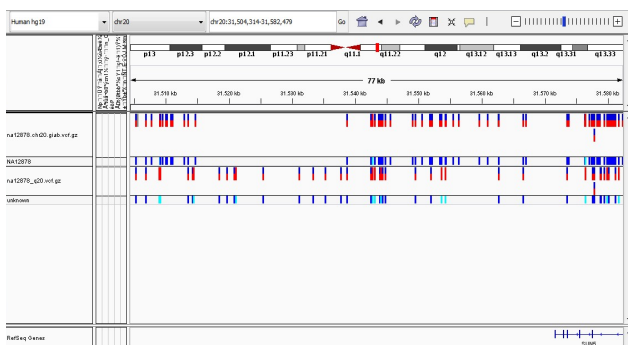 Human hg19 chr20 chr20:31,504,314-31,582,479 Go
p13 p12.3 p12.2 p12.1 p11.23 p11.21 q11.1 q11.22 q12 q13.12 q13.13 q13.2 q13.33
77 kb
31.510 kb 31.520 kb 31.530 kb 31.540 kb 31.550 kb 31.560 kb 31.570 kb 31.580 kb
na12878.chr20.giab.vcf.gz
NA12878
na12878_q20.vcf.gz
unknown
RefSeq Genes
SUN5